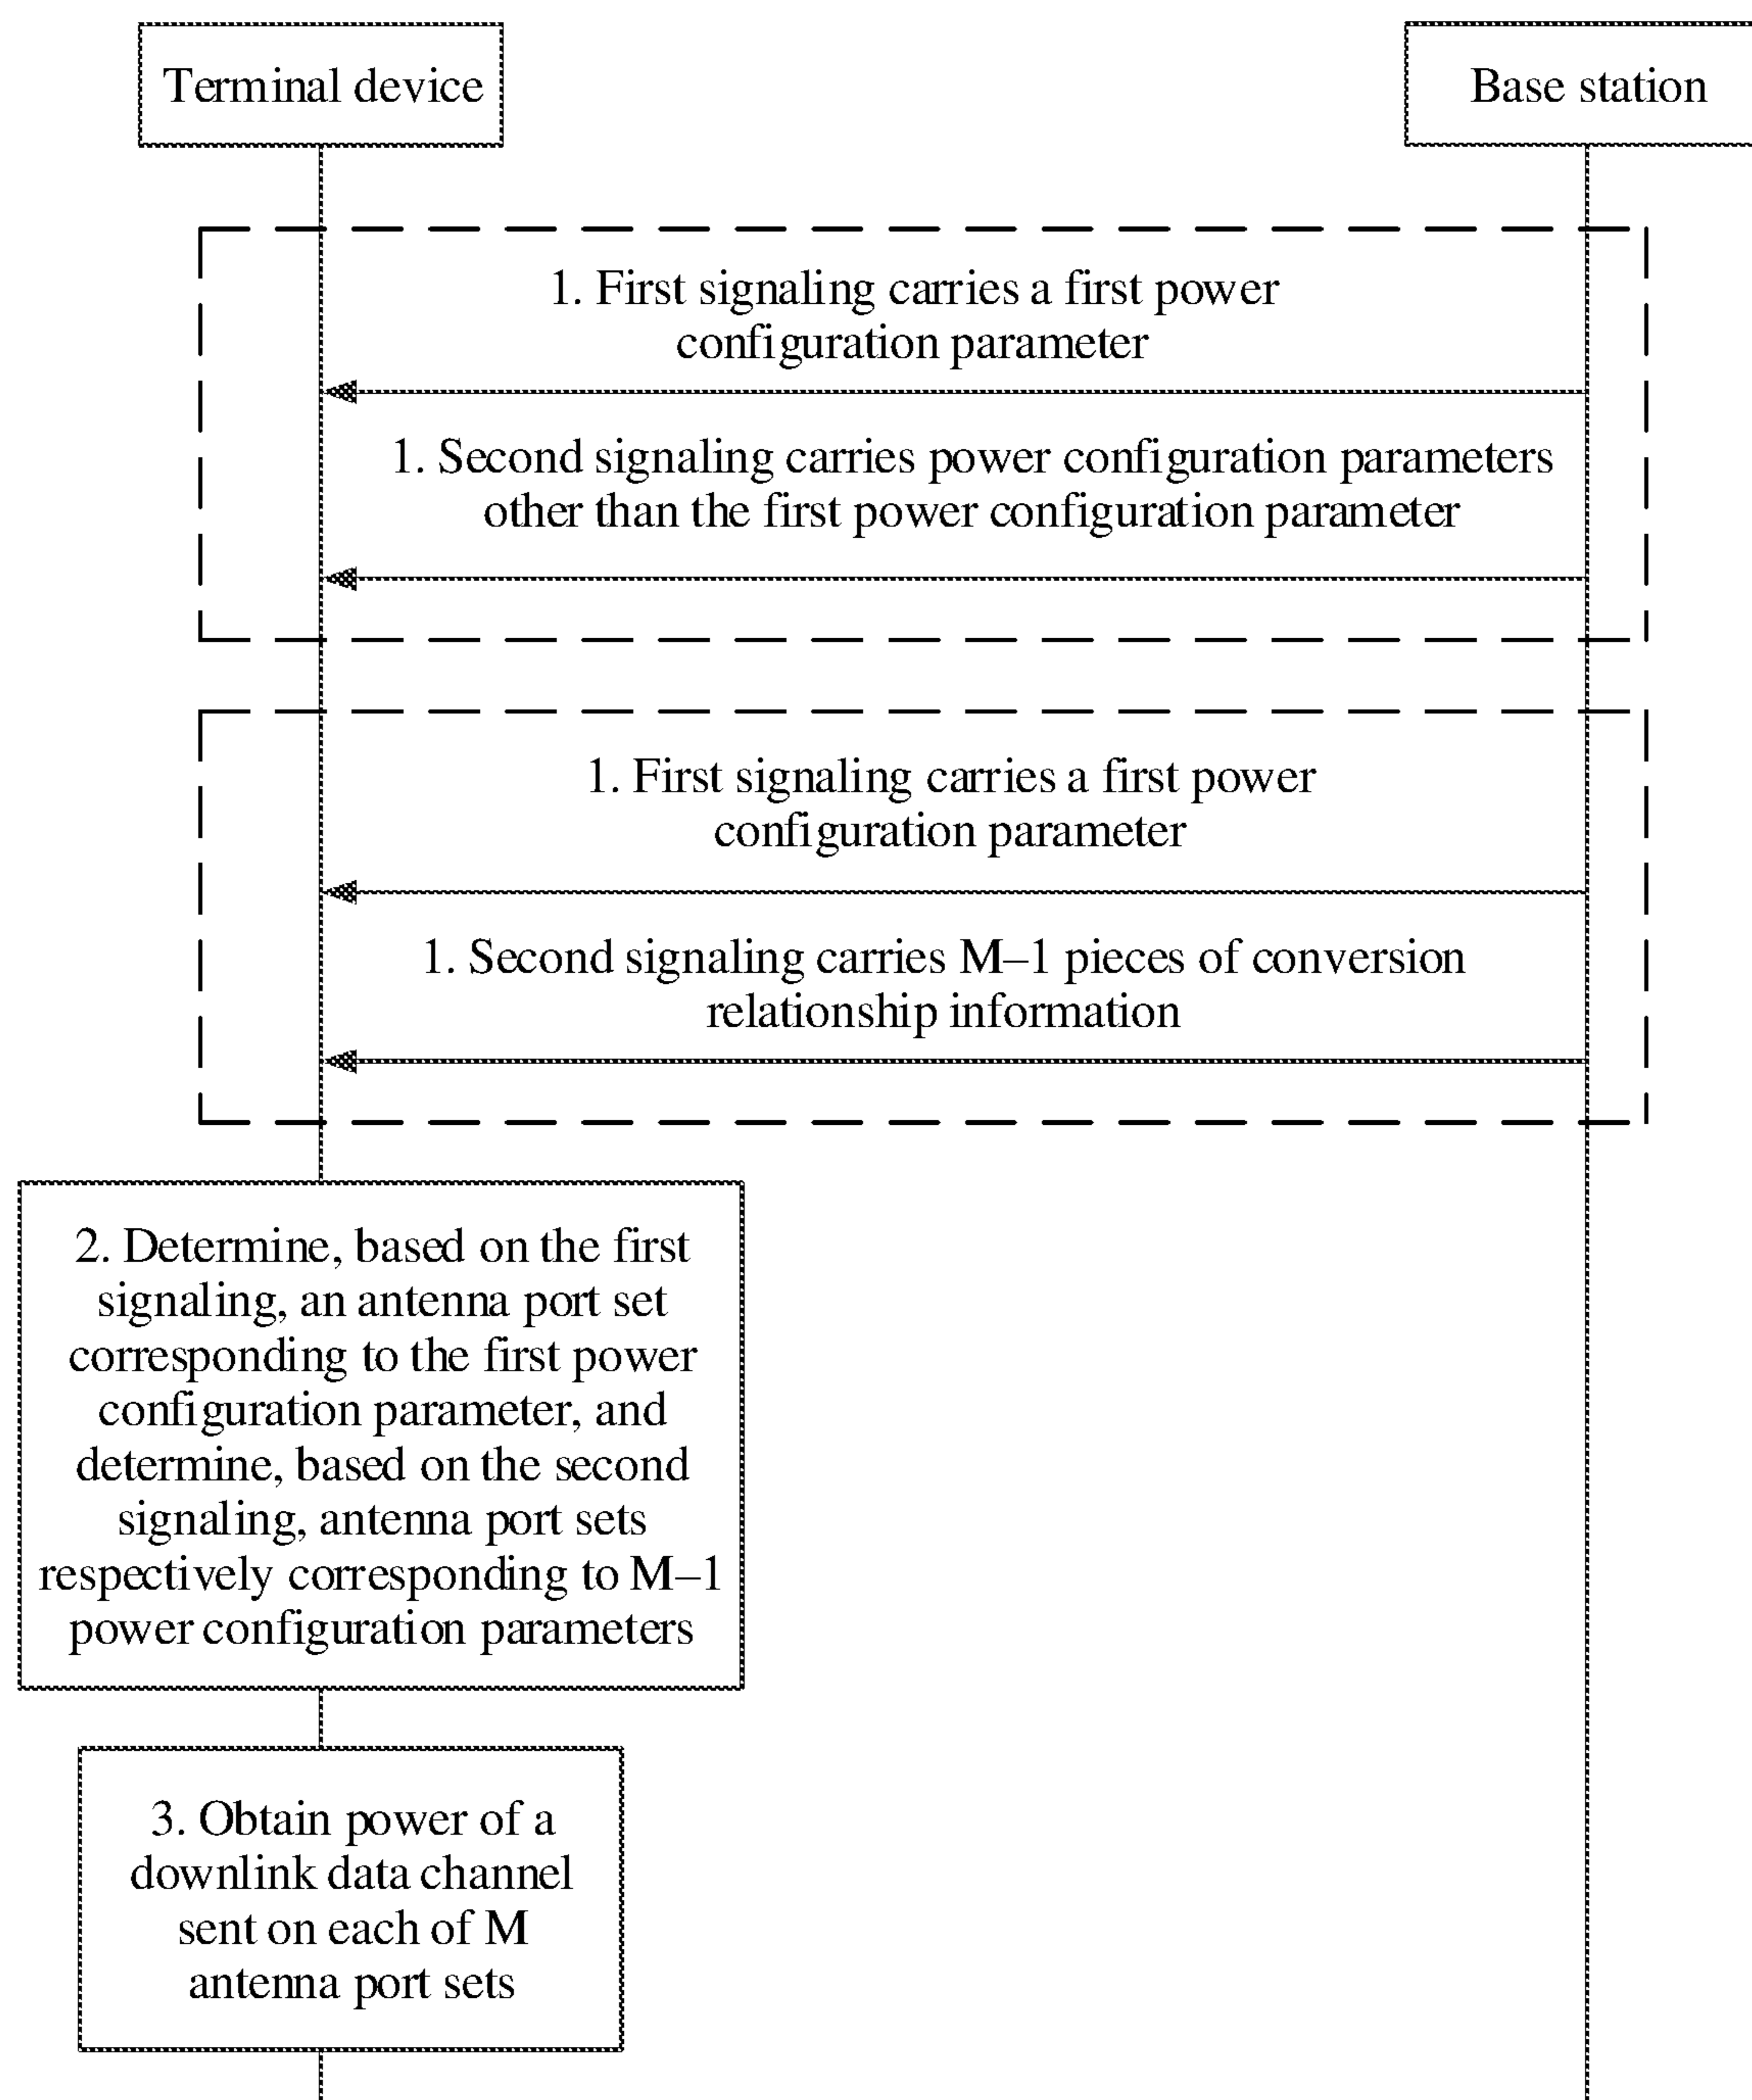 Terminal device
Base station
1. First signaling carries a first power
configuration parameter
1. Second signaling carries power configuration parameters
other than the first power configuration parameter
1. First signaling carries a first power
configuration parameter
1. Second signaling carries M–1 pieces of conversion
relationship information
2. Determine, based on the first
signaling, an antenna port set
corresponding to the first power
configuration parameter, and
determine, based on the second
signaling, antenna port sets
respectively corresponding to M–1
power configuration parameters
3. Obtain power of a
downlink data channel
sent on each of M
antenna port sets